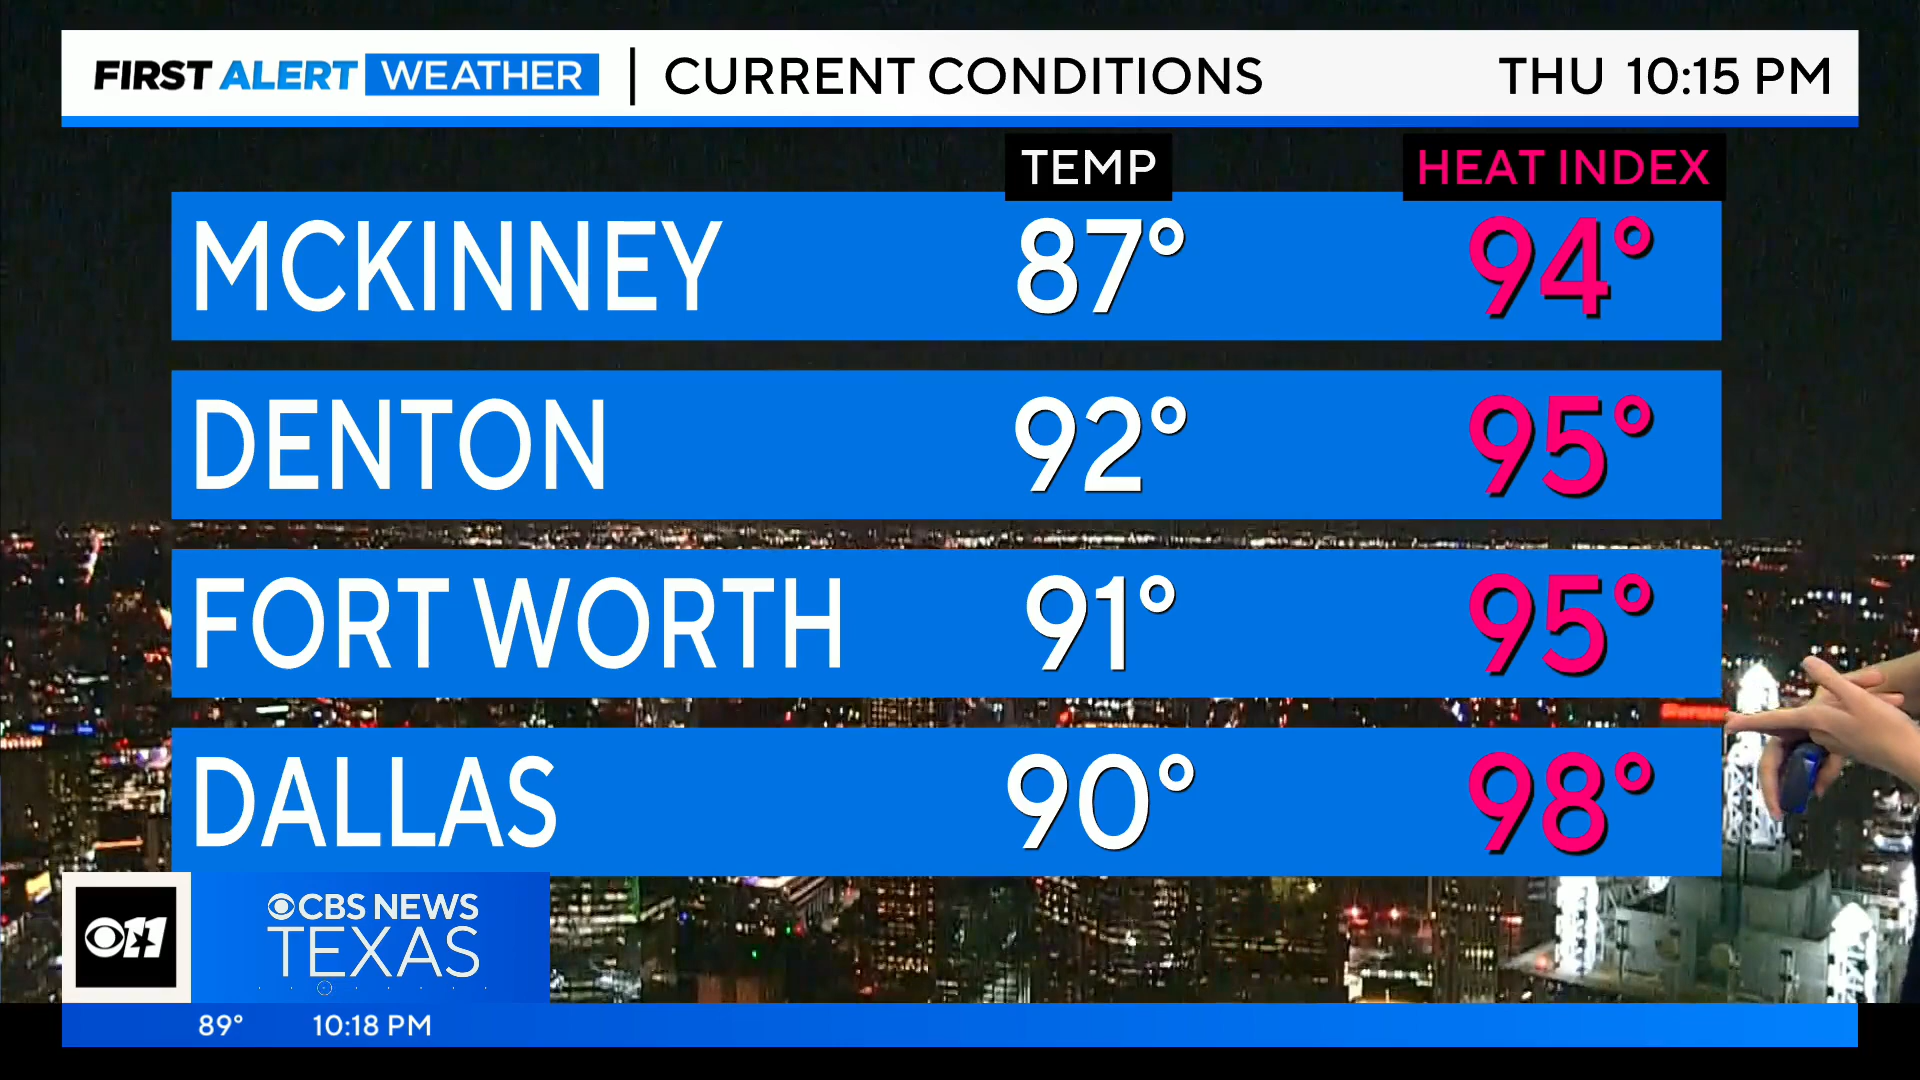 FIRST ALERT WEATHER | CURRENT CONDITIONS THU 10:15 PM
TEMP HEAT INDEX
MCKINNEY 87° 94°
DENTON 92° 95°
FORT WORTH 91° 95°
DALLAS 90° 98°
11
CBS NEWS
TEXAS
89° 10:18 PM